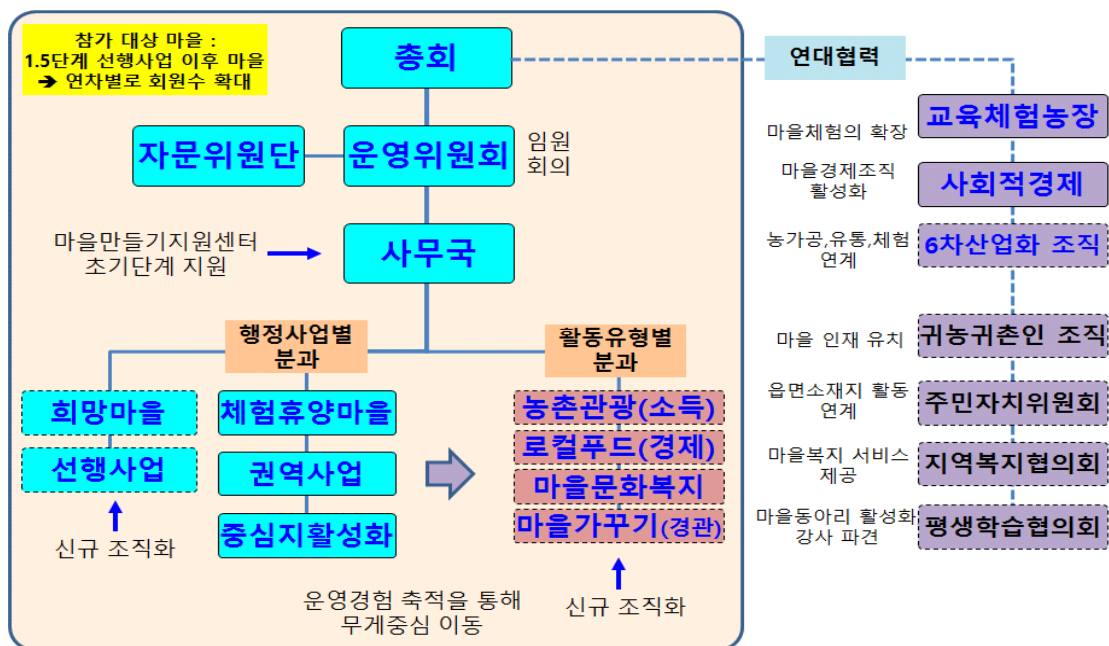 참가 대상 마을 :
1.5단계 선행사업 이후 마을
➔ 연차별로 회원수 확대
총회
자문위원단
운영위원회
임원
회의
마을만들기지원센터
초기단계 지원
사무국
행정사업별
분과
활동유형별
분과
희망마을
선행사업
신규 조직화
체험휴양마을
권역사업
중심지활성화
농촌관광(소득)
로컬푸드(경제)
마을문화복지
마을가꾸기(경관)
신규 조직화
운영경험 축적을 통해
무게중심 이동
연대협력
마을체험의 확장
교육체험농장
마을경제조직
활성화
사회적경제
농가공,유통,체험
연계
6차산업화 조직
마을 인재 유치
귀농귀촌인 조직
읍면소재지 활동
연계
주민자치위원회
마을복지 서비스
제공
지역복지협의회
마을동아리 활성화
강사 파견
평생학습협의회